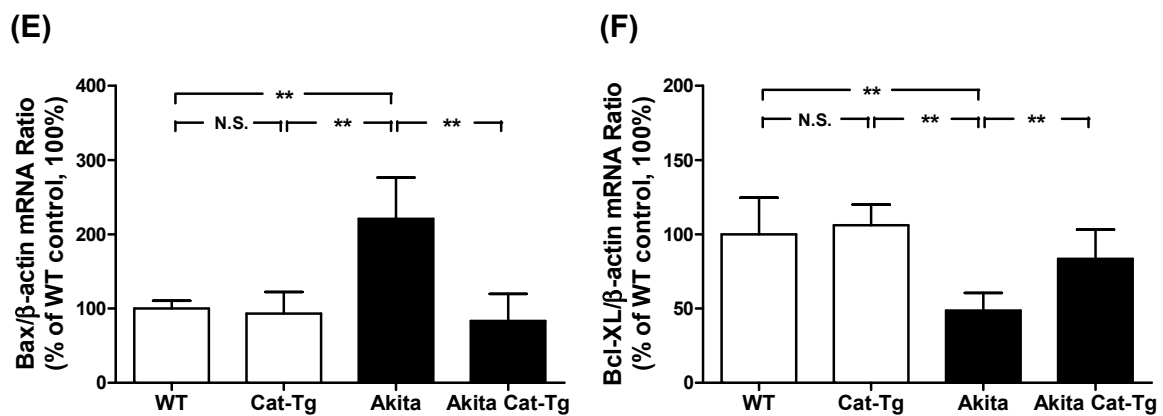 (E)
Bax/β-actin mRNA Ratio
(% of WT control, 100%)
400
300
200
100
0
**
N.S.
**
**
WT
Cat-Tg
Akita
Akita Cat-Tg
(F)
Bcl-XL/β-actin mRNA Ratio
(% of WT control, 100%)
200
150
100
50
0
**
N.S.
**
**
WT
Cat-Tg
Akita
Akita Cat-Tg